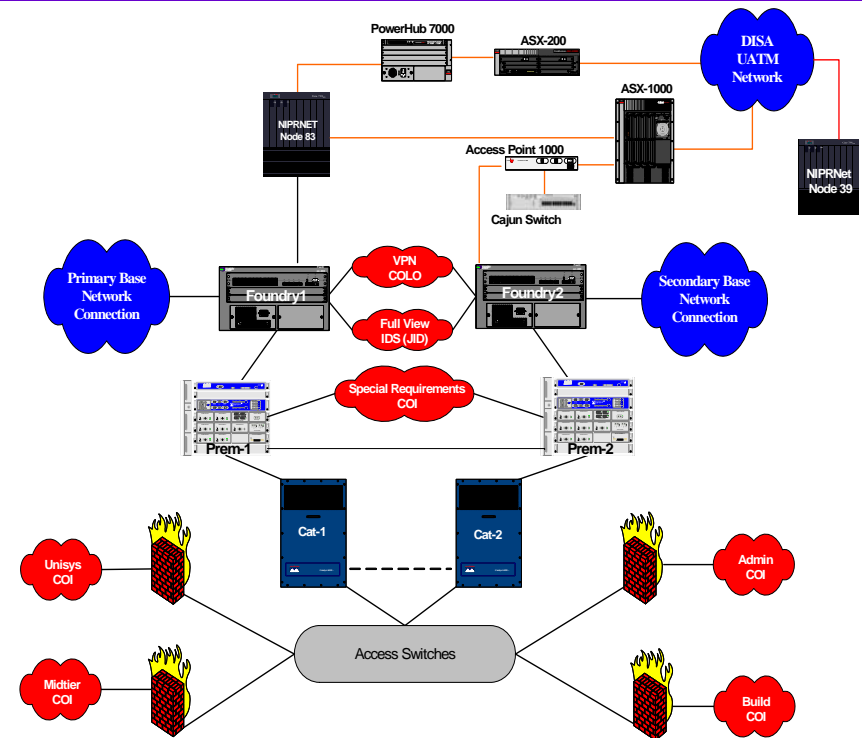 PowerHub 7000
ASX-200
DISA
UATM
Network
ASX-1000
NIPRNET
Node 83
Access Point 1000
NIPRNet
Node 39
Cajun Switch
VPN
COLO
Primary Base
Network
Connection
Foundry1
Foundry2
Secondary Base
Network
Connection
Full View
IDS (JID)
Special Requirements
COI
Prem-1
Prem-2
Cat-1
Cat-2
Unisys
COI
Admin
COI
Access Switches
Midtier
COI
Build
COI